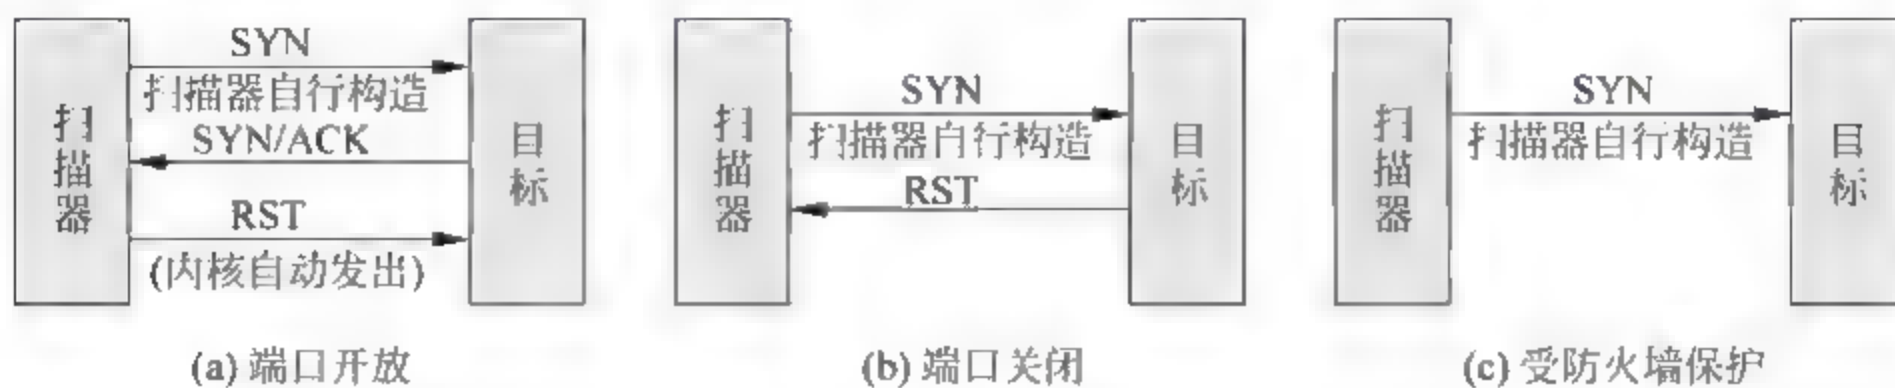 扫描器
SYN
扫描器自行构造
SYN/ACK
RST
(内核自动发出)
目标
(a) 端口开放
扫描器
SYN
扫描器自行构造
RST
目标
(b) 端口关闭
扫描器
SYN
扫描器自行构造
目标
(c) 受防火墙保护